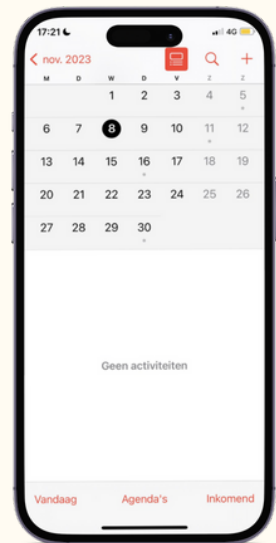 17:21 4G
nov. 2023
M D W D V Z Z
1 2 3 4 5
6 7 8 9 10 11 12
13 14 15 16 17 18 19
20 21 22 23 24 25 26
27 28 29 30
Geen activiteiten
Vandaag Agenda's Inkomend